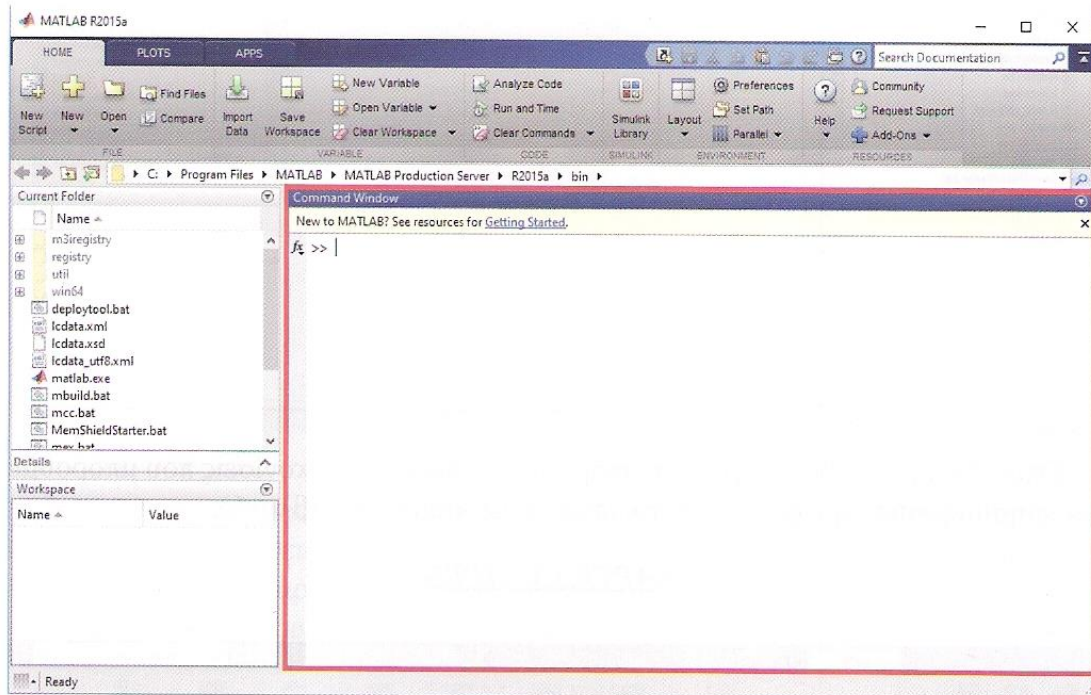 MATLAB R2015a
HOME PLOTS APPS
Search Documentation
New Script
New
Open
Find Files
Compare
Import Data
Save Workspace
New Variable
Open Variable
Clear Workspace
Analyze Code
Run and Time
Clear Commands
Simulink Library
Layout
Preferences
Set Path
Parallel
Help
Community
Request Support
Add-Ons
FILE VARIABLE CODE SIMULINK ENVIRONMENT RESOURCES
C: Program Files MATLAB MATLAB Production Server R2015a bin
Current Folder
Name
m3iregistry
registry
util
win64
deploytool.bat
lcdata.xml
lcdata.xsd
lcdata_utf8.xml
matlab.exe
mbuild.bat
mcc.bat
MemShieldStarter.bat
mex.bat
Details
Workspace
Name Value
Command Window
New to MATLAB? See resources for Getting Started.
fx >>
Ready